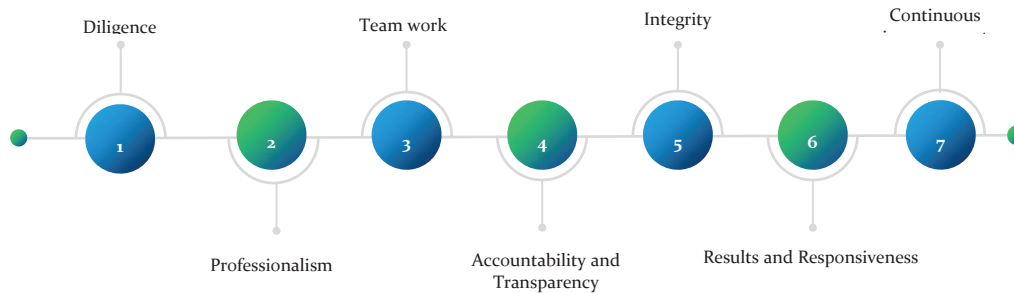 Diligence
Team work
Integrity
Continuous
1
2
3
4
5
6
7
Professionalism
Accountability and
Transparency
Results and Responsiveness